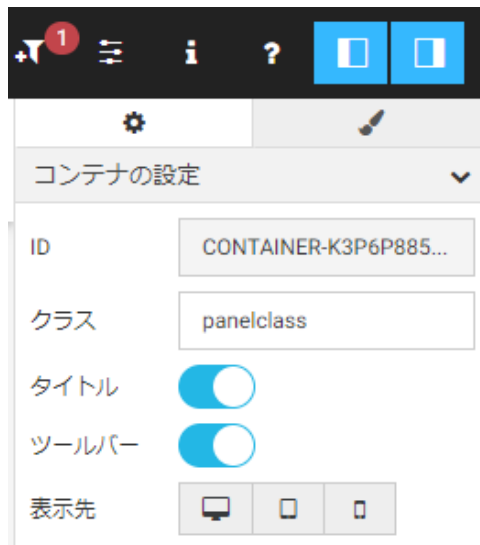 1
i
?
コンテナの設定
ID
CONTAINER-K3P6P885...
クラス
panelclass
タイトル
ツールバー
表示先